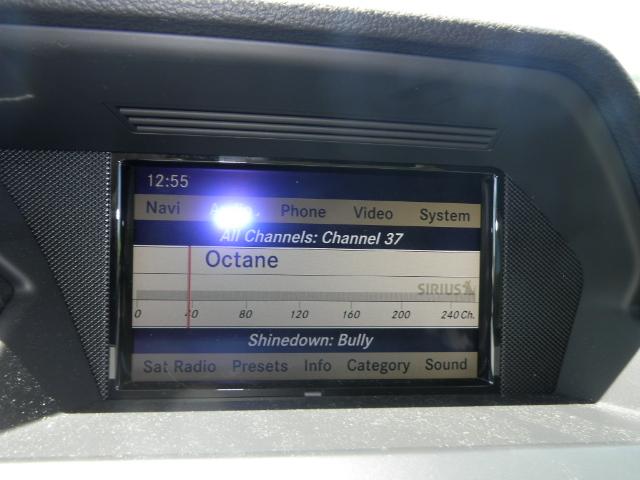 12:55
Navi Audio Phone Video System
All Channels: Channel 37
Octane
SIRIUS
0 40 80 120 160 200 240 Ch.
Shinedown: Bully
Sat Radio Presets Info Category Sound